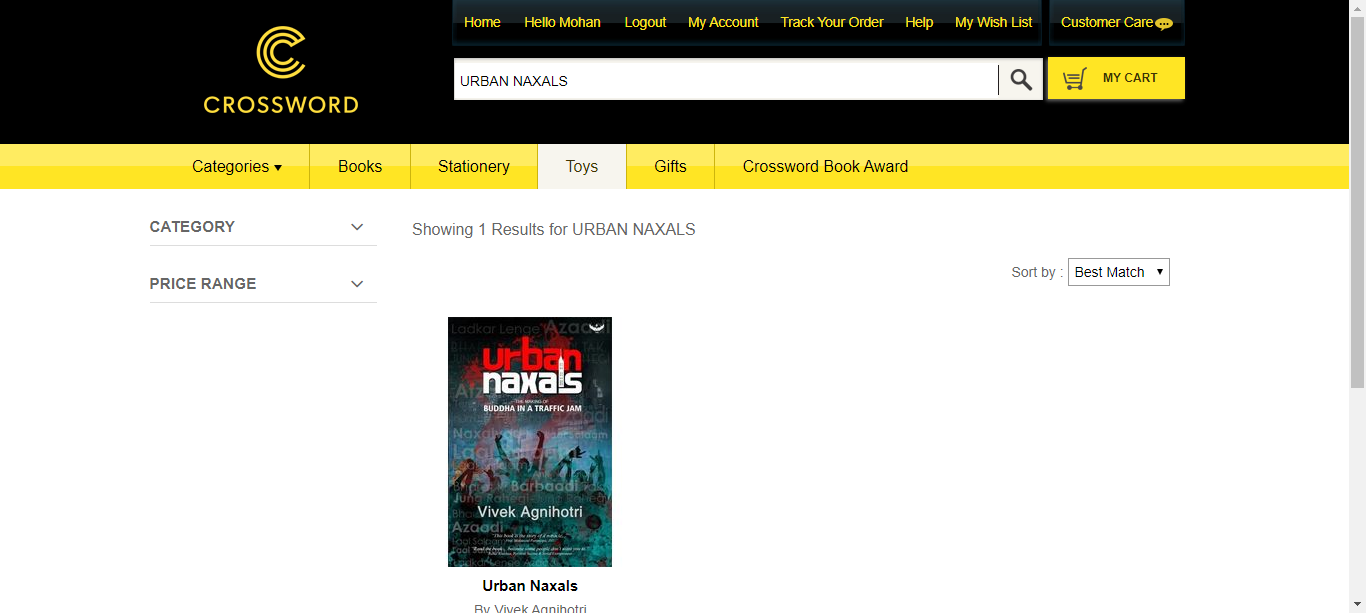 Home Hello Mohan Logout My Account Track Your Order Help My Wish List Customer Care
CROSSWORD
URBAN NAXALS
MY CART
Categories Books Stationery Toys Gifts Crossword Book Award
CATEGORY
PRICE RANGE
Showing 1 Results for URBAN NAXALS
Sort by : Best Match
Ladkar Lenge Azaadi
urban
naxals
THE MAKING OF
BUDDHA IN A TRAFFIC JAM
Barbaadi
Jung Rahegi
Vivek Agnihotri
Azaadi
Urban Naxals
By Vivek Agnihotri